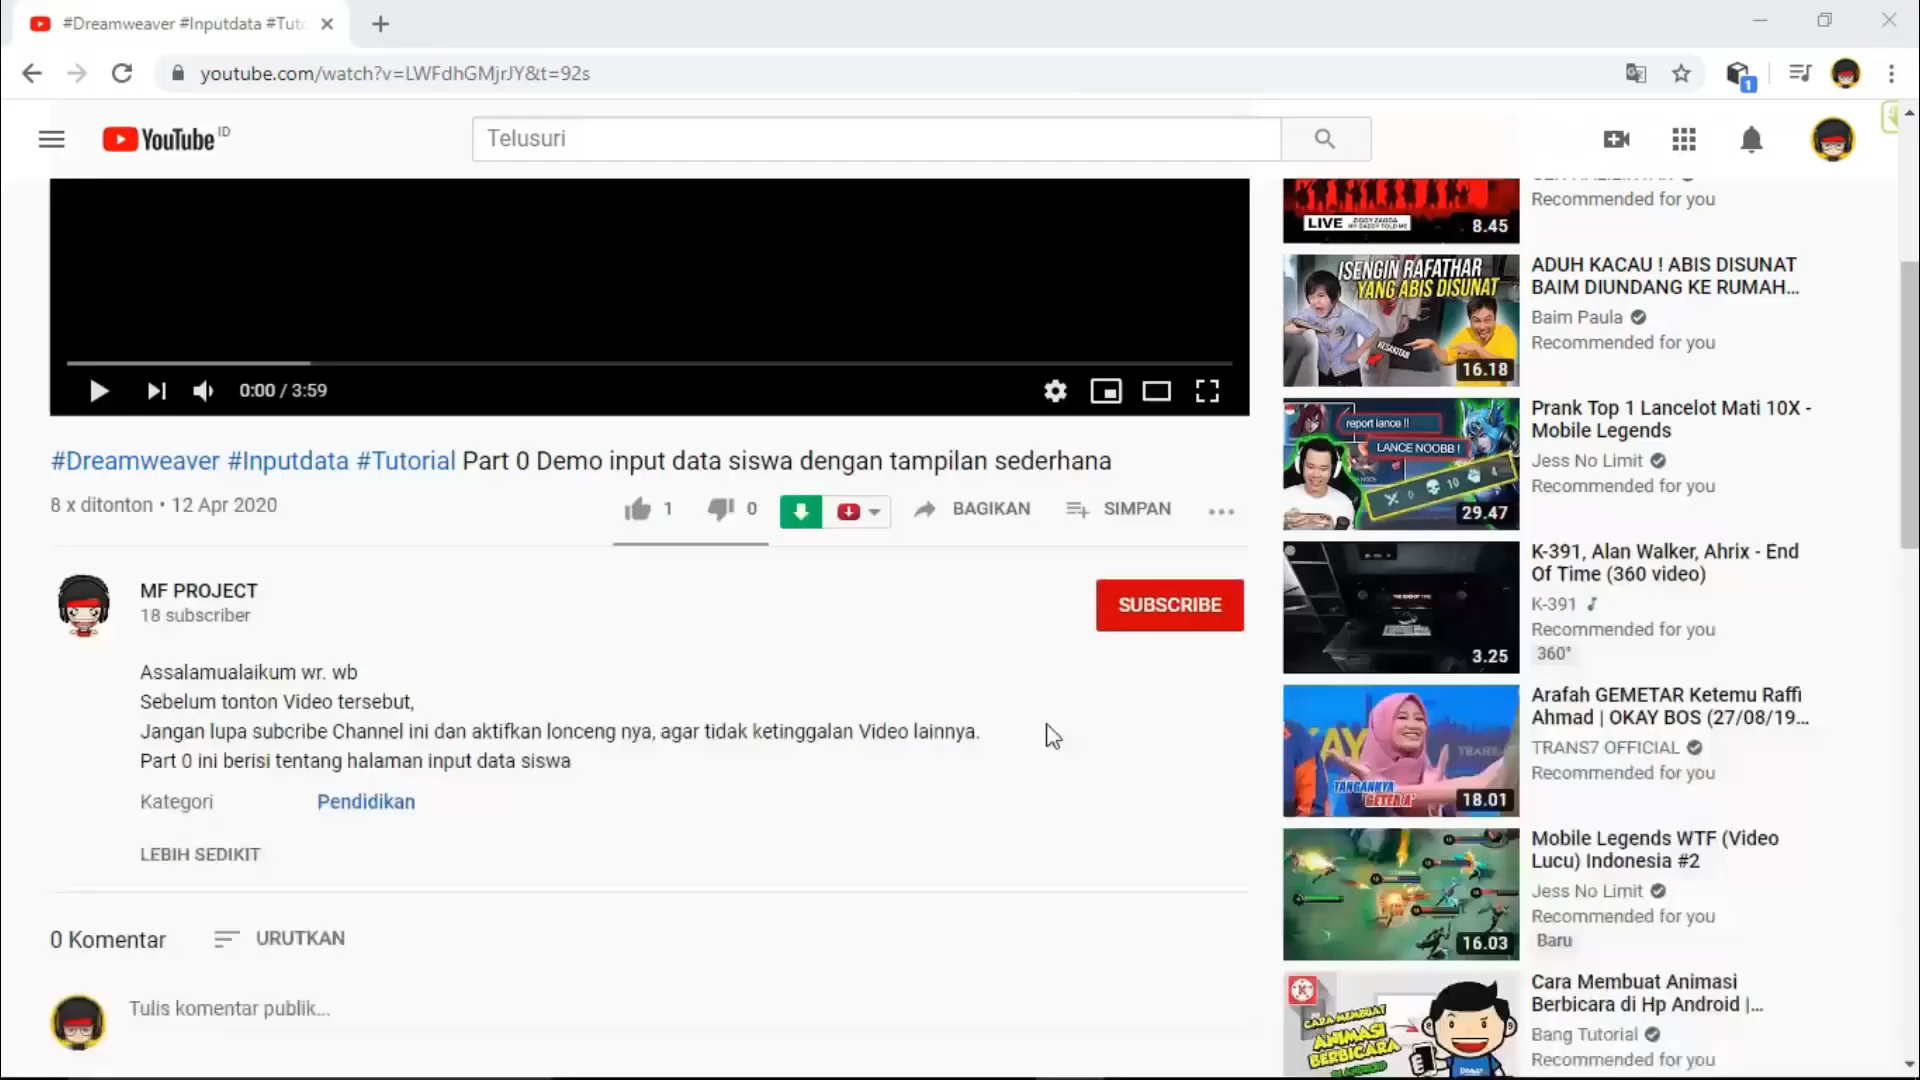 #Dreamweaver #Inputdata #Tuto
youtube.com/watch?v=LWFdhGMjrJY&t=92s
1
YouTube ID
Telusuri
0:00 / 3:59
#Dreamweaver #Inputdata #Tutorial Part 0 Demo input data siswa dengan tampilan sederhana
8 x ditonton • 12 Apr 2020
1
0
BAGIKAN
SIMPAN
MF PROJECT
18 subscriber
SUBSCRIBE
Assalamualaikum wr. wb
Sebelum tonton Video tersebut,
Jangan lupa subcribe Channel ini dan aktifkan lonceng nya, agar tidak ketinggalan Video lainnya.
Part 0 ini berisi tentang halaman input data siswa
Kategori
Pendidikan
LEBIH SEDIKIT
0 Komentar
URUTKAN
Tulis komentar publik...
LIVE
8.45
Recommended for you
ISENGIN RAFATHAR
YANG ABIS DISUNAT
KESAKITAN
16.18
ADUH KACAU ! ABIS DISUNAT
BAIM DIUNDANG KE RUMAH...
Baim Paula
Recommended for you
report lance !!
LANCE NOOBB !
0 10 4
29.47
Prank Top 1 Lancelot Mati 10X -
Mobile Legends
Jess No Limit
Recommended for you
3.25
K-391, Alan Walker, Ahrix - End
Of Time (360 video)
K-391
Recommended for you
360°
TANGANNYA
18.01
Arafah GEMETAR Ketemu Raffi
Ahmad | OKAY BOS (27/08/19...
TRANS7 OFFICIAL
Recommended for you
16.03
Mobile Legends WTF (Video
Lucu) Indonesia #2
Jess No Limit
Recommended for you
Baru
CARA MEMBUAT
ANIMASI
BERBICARA
Cara Membuat Animasi
Berbicara di Hp Android |...
Bang Tutorial
Recommended for you